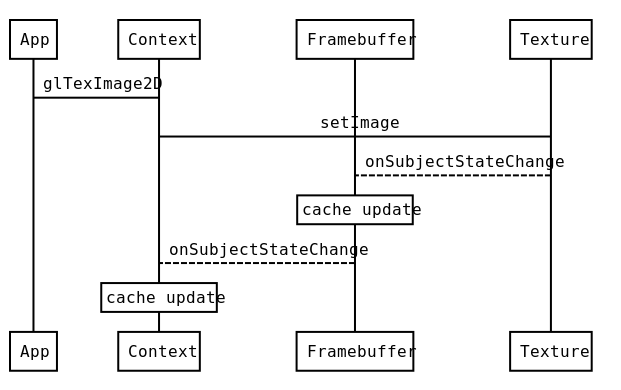 App
Context
Framebuffer
Texture
glTexImage2D
setImage
onSubjectStateChange
cache update
onSubjectStateChange
cache update
App
Context
Framebuffer
Texture